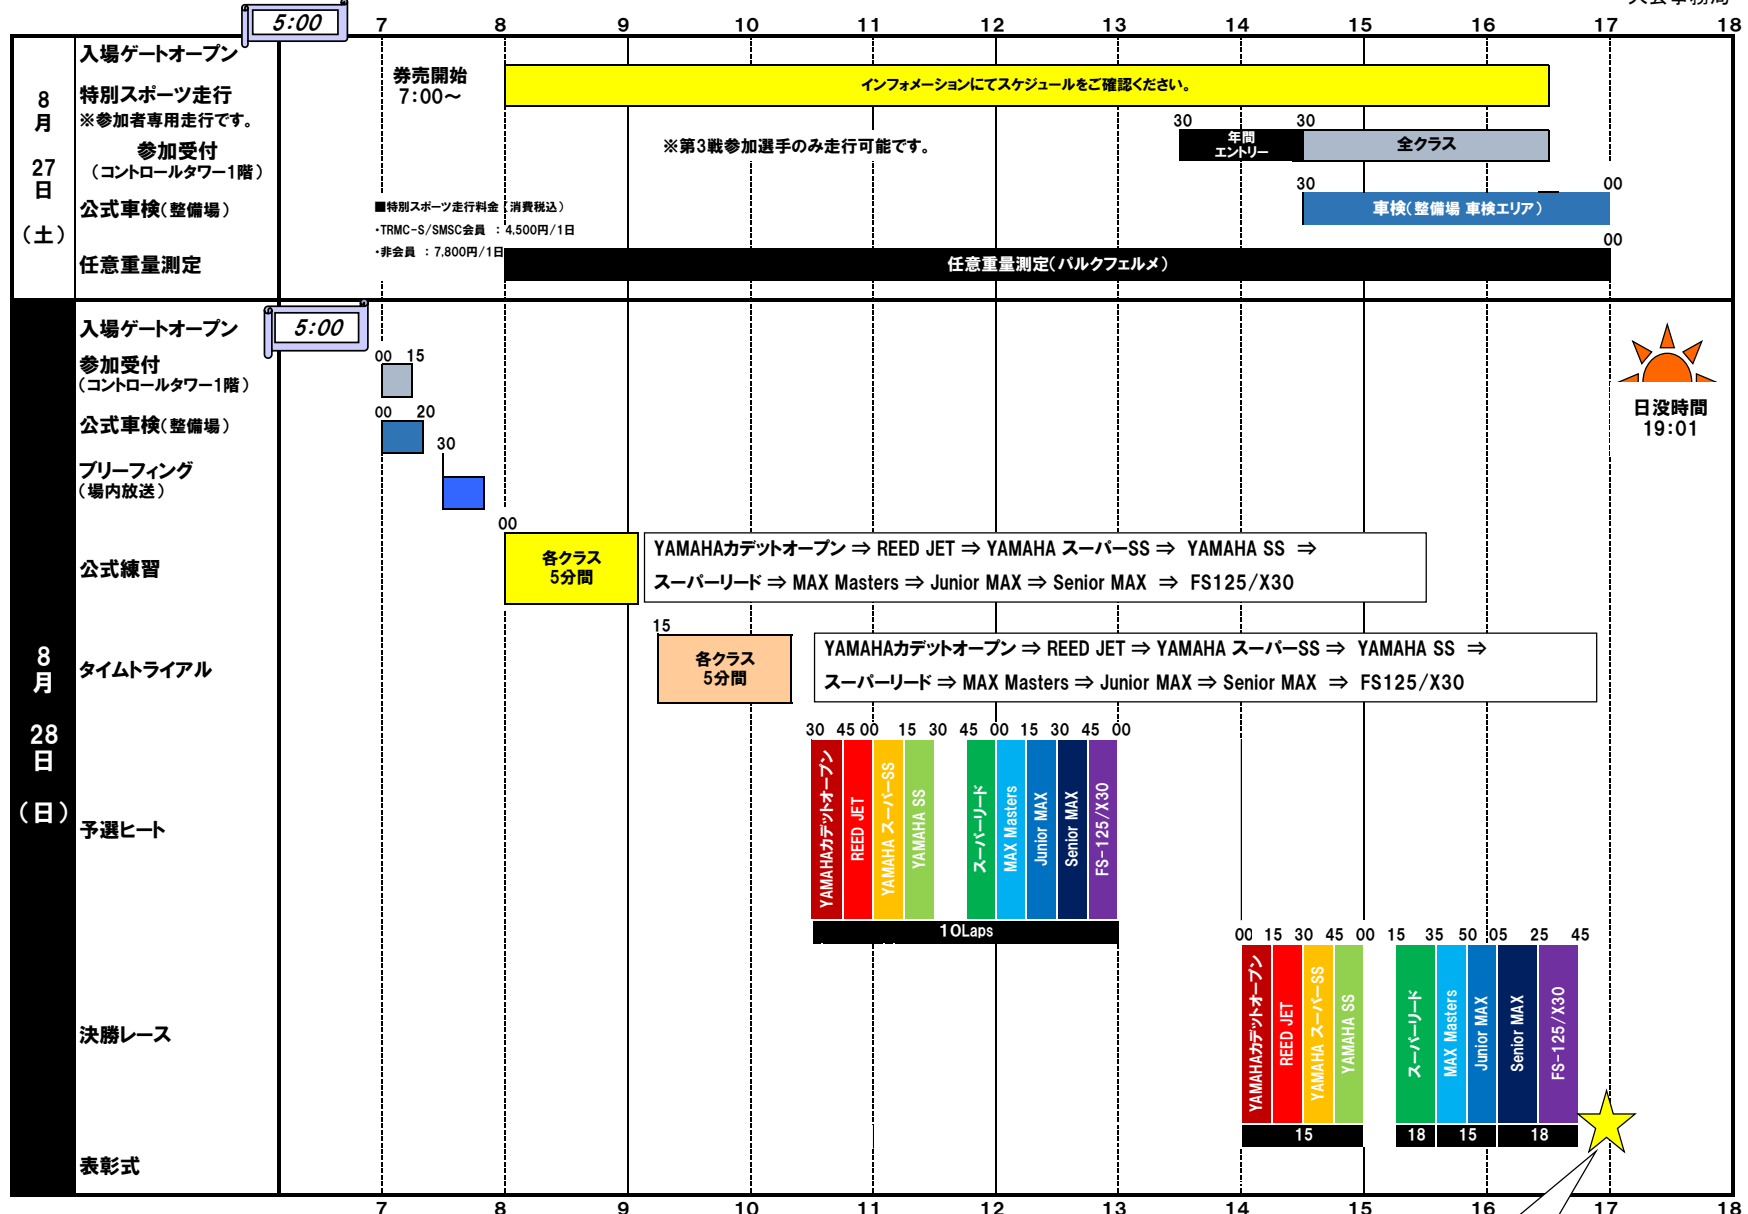 大会事務局
5:00
7 8 9 10 11 12 13 14 15 16 17 18
8
月
27
日
（土）
入場ゲートオープン
特別スポーツ走行
※参加者専用走行です。
参加受付
（コントロールタワー1階）
公式車検（整備場）
任意重量測定
券売開始
7:00～
インフォメーションにてスケジュールをご確認ください。
※第3戦参加選手のみ走行可能です。
30 30
年間
エントリー
全クラス
30 00
車検（整備場 車検エリア）
■特別スポーツ走行料金（消費税込）
・TRMC-S/SMSC会員 ： 4,500円/1日
・非会員 ： 7,800円/1日
00
任意重量測定（パルクフェルメ）
8
月
28
日
（日）
入場ゲートオープン
5:00
参加受付
（コントロールタワー1階）
00 15
公式車検（整備場）
00 20
ブリーフィング
（場内放送）
30
日没時間
19:01
公式練習
00
各クラス
5分間
YAMAHAカデットオープン ⇒ REED JET ⇒ YAMAHA スーパーSS ⇒ YAMAHA SS ⇒
スーパーリード ⇒ MAX Masters ⇒ Junior MAX ⇒ Senior MAX ⇒ FS125/X30
タイムトライアル
15
各クラス
5分間
YAMAHAカデットオープン ⇒ REED JET ⇒ YAMAHA スーパーSS ⇒ YAMAHA SS ⇒
スーパーリード ⇒ MAX Masters ⇒ Junior MAX ⇒ Senior MAX ⇒ FS125/X30
予選ヒート
30 45 00 15 30 45 00 15 30 45 00
YAMAHAカデットオープン
REED JET
YAMAHA スーパーSS
YAMAHA SS
スーパーリード
MAX Masters
Junior MAX
Senior MAX
FS-125/X30
10Laps
決勝レース
00 15 30 45 00 15 35 50 05 25 45
YAMAHAカデットオープン
REED JET
YAMAHA スーパーSS
YAMAHA SS
スーパーリード
MAX Masters
Junior MAX
Senior MAX
FS-125/X30
15 18 15 18
表彰式
7 8 9 10 11 12 13 14 15 16 17 18